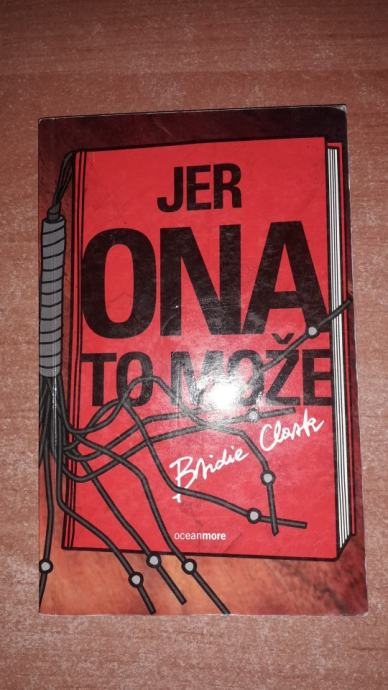 JER
ONA
TO MOŽE
Bridie Clark
oceanmore